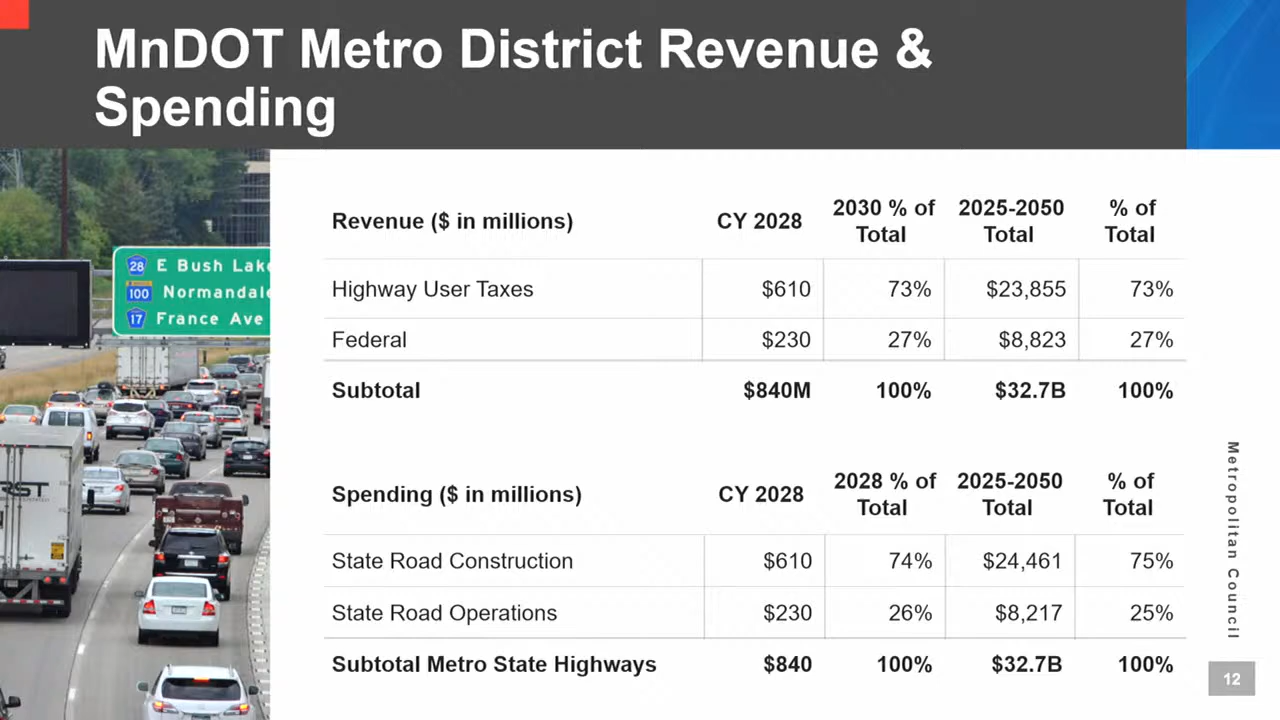 MnDOT Metro District Revenue &
Spending
28 E Bush Lake
100 Normandale
17 France Ave
Revenue ($ in millions) CY 2028 2030 % of Total 2025-2050 Total % of Total
Highway User Taxes $610 73% $23,855 73%
Federal $230 27% $8,823 27%
Subtotal $840M 100% $32.7B 100%
Spending ($ in millions) CY 2028 2028 % of Total 2025-2050 Total % of Total
State Road Construction $610 74% $24,461 75%
State Road Operations $230 26% $8,217 25%
Subtotal Metro State Highways $840 100% $32.7B 100%
Metropolitan Council
12